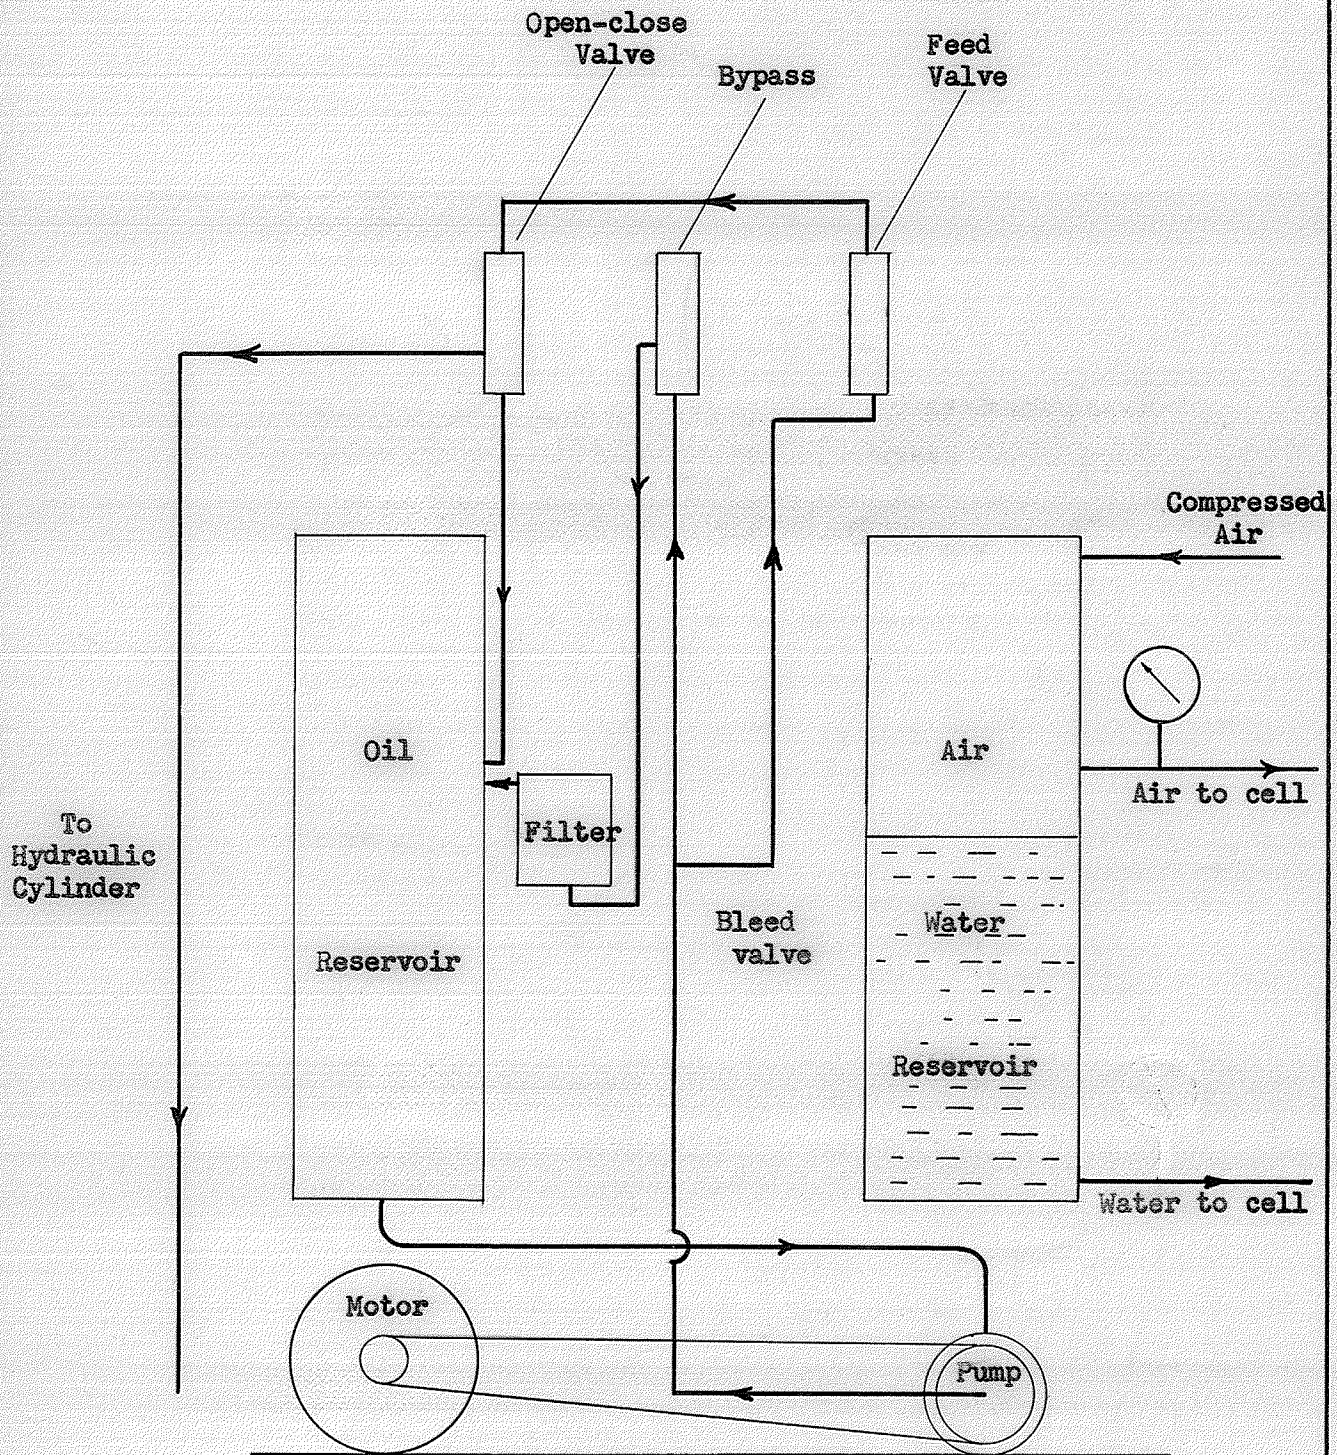 Open-close
Valve
Bypass
Feed
Valve
Compressed
Air
Oil
Air
Air to cell
To
Hydraulic
Cylinder
Filter
Bleed
valve
Water
Reservoir
Reservoir
Water to cell
Motor
Pump